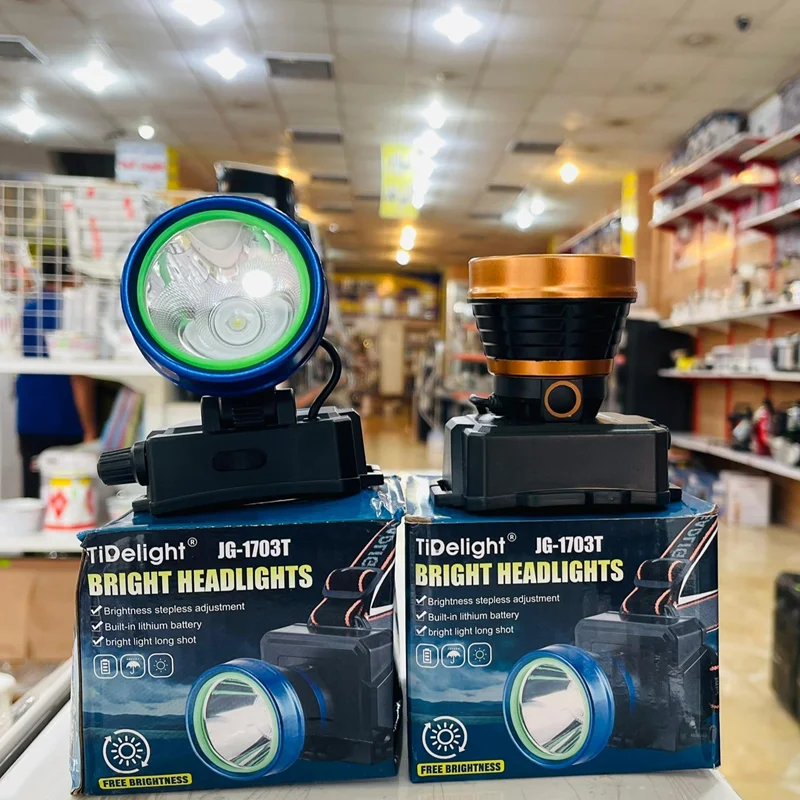 TiDelight® JG-1703T
BRIGHT HEADLIGHTS
Brightness stepless adjustment
Built-in lithium battery
bright light long shot
FREE BRIGHTNESS
TiDelight® JG-1703T
BRIGHT HEADLIGHTS
Brightness stepless adjustment
Built-in lithium battery
bright light long shot
FREE BRIGHTNESS